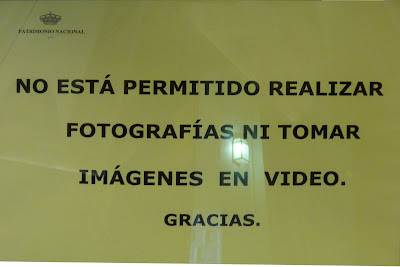 PATRIMONIO NACIONAL
NO ESTÁ PERMITIDO REALIZAR
FOTOGRAFÍAS NI TOMAR
IMÁGENES EN VIDEO.
GRACIAS.